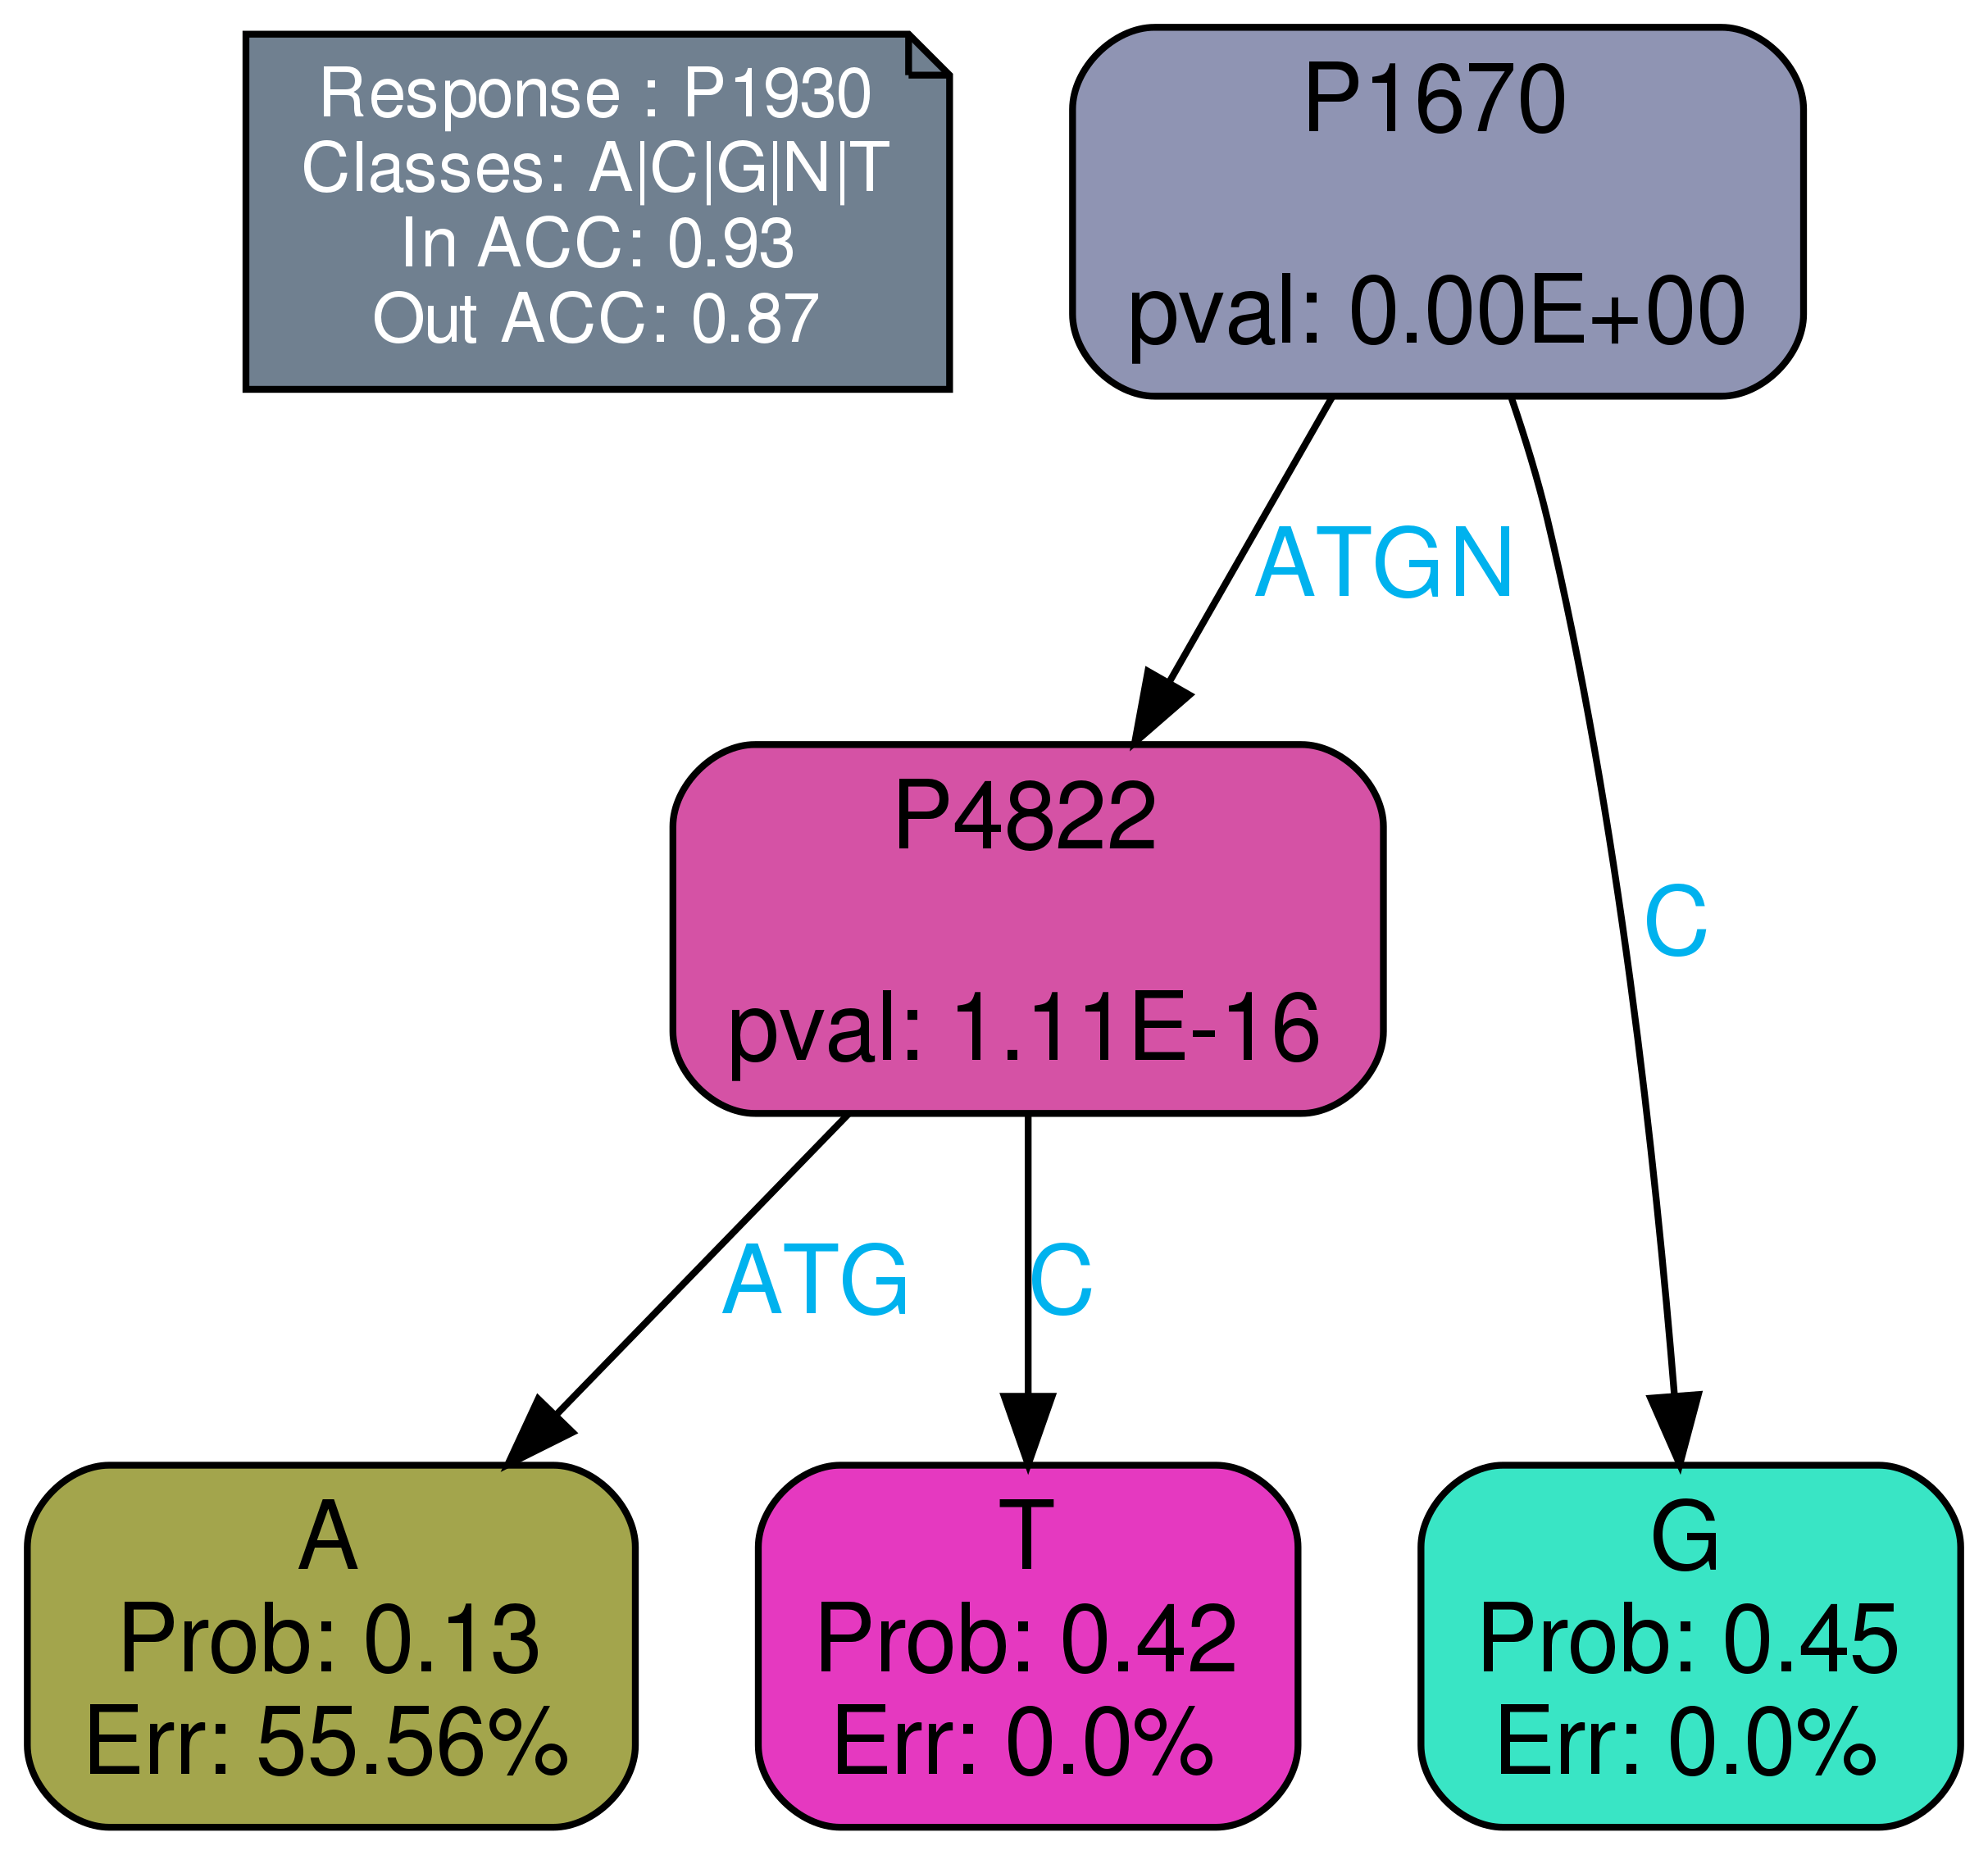 Response : P1930
Classes: A|C|G|N|T
In ACC: 0.93
Out ACC: 0.87
P1670
pval: 0.00E+00
ATGN
C
P4822
pval: 1.11E-16
ATG
C
A
Prob: 0.13
Err: 55.56%
T
Prob: 0.42
Err: 0.0%
G
Prob: 0.45
Err: 0.0%